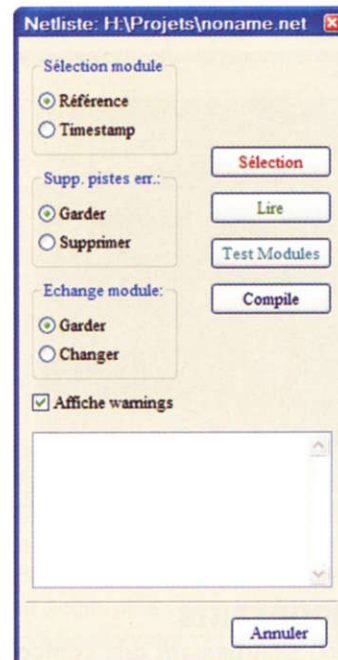 Netliste: H:\Projets\noname.net
Sélection module
Référence
Timestamp
Supp. pistes err.:
Garder
Supprimer
Echange module:
Garder
Changer
Affiche warnings
Sélection
Lire
Test Modules
Compile
Annuler